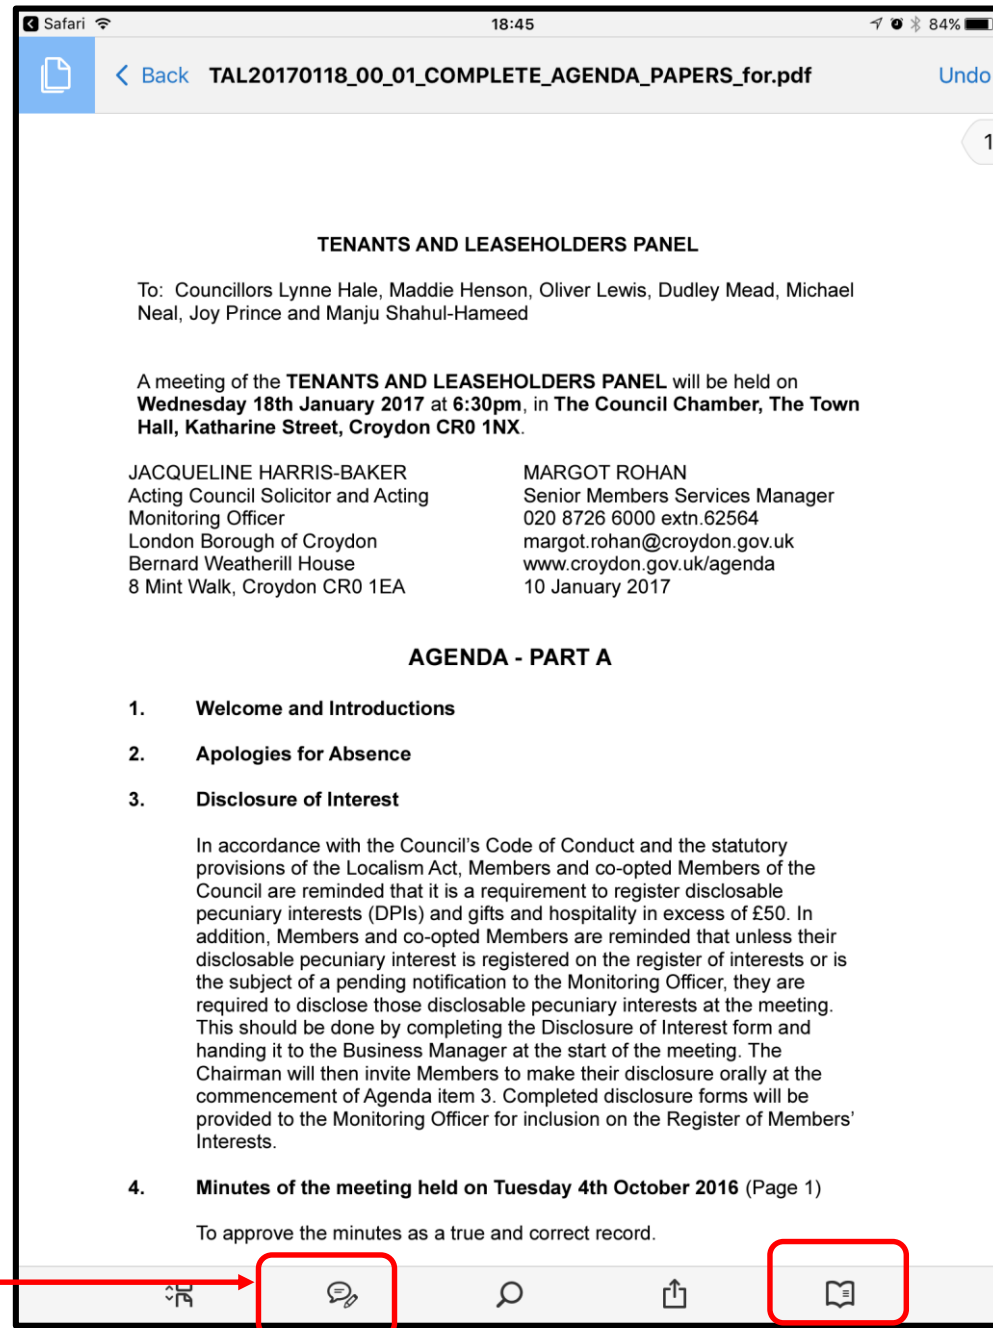 Safari 18:45 84%
Back TAL20170118_00_01_COMPLETE_AGENDA_PAPERS_for.pdf Undo
1
TENANTS AND LEASEHOLDERS PANEL
To: Councillors Lynne Hale, Maddie Henson, Oliver Lewis, Dudley Mead, Michael
Neal, Joy Prince and Manju Shahul-Hameed
A meeting of the TENANTS AND LEASEHOLDERS PANEL will be held on
Wednesday 18th January 2017 at 6:30pm, in The Council Chamber, The Town
Hall, Katharine Street, Croydon CR0 1NX.
JACQUELINE HARRIS-BAKER
Acting Council Solicitor and Acting
Monitoring Officer
London Borough of Croydon
Bernard Weatherill House
8 Mint Walk, Croydon CR0 1EA
MARGOT ROHAN
Senior Members Services Manager
020 8726 6000 extn.62564
margot.rohan@croydon.gov.uk
www.croydon.gov.uk/agenda
10 January 2017
AGENDA - PART A
1. Welcome and Introductions
2. Apologies for Absence
3. Disclosure of Interest
In accordance with the Council's Code of Conduct and the statutory
provisions of the Localism Act, Members and co-opted Members of the
Council are reminded that it is a requirement to register disclosable
pecuniary interests (DPIs) and gifts and hospitality in excess of £50. In
addition, Members and co-opted Members are reminded that unless their
disclosable pecuniary interest is registered on the register of interests or is
the subject of a pending notification to the Monitoring Officer, they are
required to disclose those disclosable pecuniary interests at the meeting.
This should be done by completing the Disclosure of Interest form and
handing it to the Business Manager at the start of the meeting. The
Chairman will then invite Members to make their disclosure orally at the
commencement of Agenda item 3. Completed disclosure forms will be
provided to the Monitoring Officer for inclusion on the Register of Members'
Interests.
4. Minutes of the meeting held on Tuesday 4th October 2016 (Page 1)
To approve the minutes as a true and correct record.